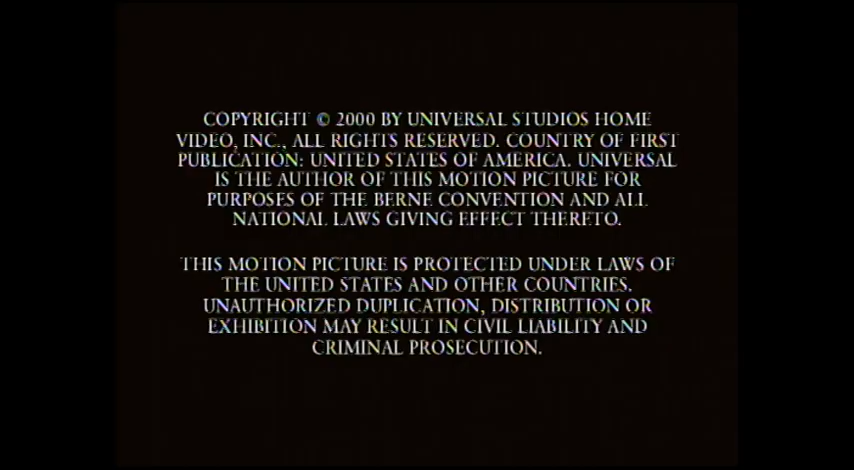 COPYRIGHT © 2000 BY UNIVERSAL STUDIOS HOME
VIDEO, INC., ALL RIGHTS RESERVED. COUNTRY OF FIRST
PUBLICATION: UNITED STATES OF AMERICA. UNIVERSAL
IS THE AUTHOR OF THIS MOTION PICTURE FOR
PURPOSES OF THE BERNE CONVENTION AND ALL
NATIONAL LAWS GIVING EFFECT THERETO.
THIS MOTION PICTURE IS PROTECTED UNDER LAWS OF
THE UNITED STATES AND OTHER COUNTRIES.
UNAUTHORIZED DUPLICATION, DISTRIBUTION OR
EXHIBITION MAY RESULT IN CIVIL LIABILITY AND
CRIMINAL PROSECUTION.